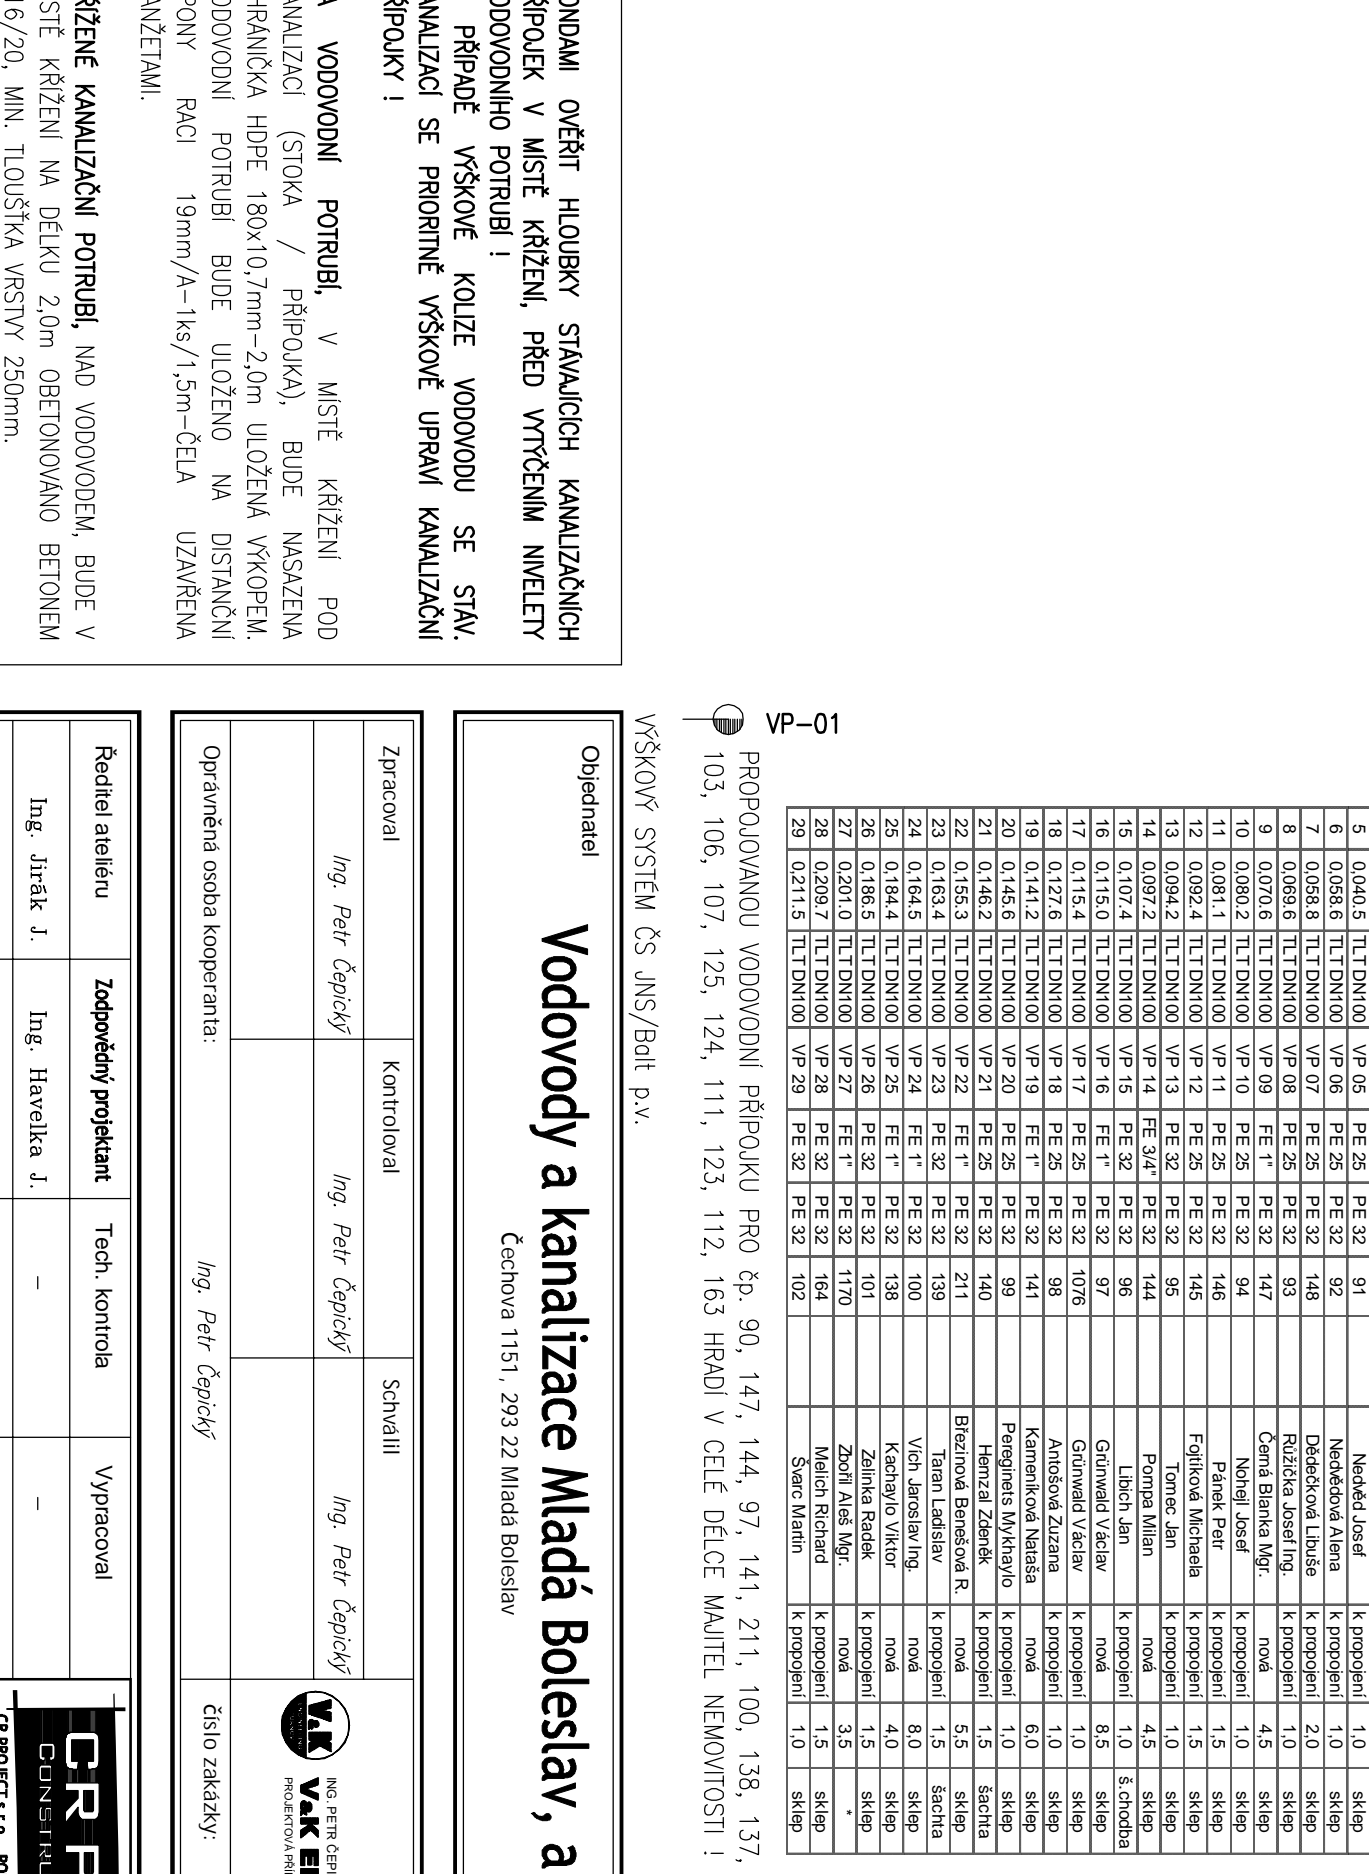 5 0,040.5 TLT DN100 VP 05 PE 25 PE 32 91 Nedvěd Josef k propojení 1,0 sklep
6 0,058.6 TLT DN100 VP 06 PE 25 PE 32 92 Nedvědová Alena k propojení 1,0 sklep
7 0,058.8 TLT DN100 VP 07 PE 25 PE 32 148 Dědečková Libuše k propojení 2,0 sklep
8 0,069.6 TLT DN100 VP 08 PE 25 PE 32 93 Růžička Josef Ing. k propojení 1,0 sklep
9 0,070.6 TLT DN100 VP 09 FE 1" PE 32 147 Černá Blanka Mgr. nová 4,5 sklep
10 0,080.2 TLT DN100 VP 10 PE 25 PE 32 94 Nohejl Josef k propojení 1,0 sklep
11 0,081.1 TLT DN100 VP 11 PE 25 PE 32 146 Pánek Petr k propojení 1,5 sklep
12 0,092.4 TLT DN100 VP 12 PE 25 PE 32 145 Fojtíková Michaela k propojení 1,5 sklep
13 0,094.2 TLT DN100 VP 13 PE 32 PE 32 95 Tomec Jan k propojení 1,0 sklep
14 0,097.2 TLT DN100 VP 14 FE 3/4" PE 32 144 Pompa Milan nová 4,5 sklep
15 0,107.4 TLT DN100 VP 15 PE 32 PE 32 96 Libich Jan k propojení 1,0 š.chodba
16 0,115.0 TLT DN100 VP 16 FE 1" PE 32 97 Grünwald Václav nová 8,5 sklep
17 0,115.4 TLT DN100 VP 17 PE 25 PE 32 1076 Grünwald Václav k propojení 1,0 sklep
18 0,127.6 TLT DN100 VP 18 PE 25 PE 32 98 Antošová Zuzana k propojení 1,0 sklep
19 0,141.2 TLT DN100 VP 19 FE 1" PE 32 141 Kameníková Nataša nová 6,0 sklep
20 0,145.6 TLT DN100 VP 20 PE 25 PE 32 99 Pereginets Mykhaylo k propojení 1,0 sklep
21 0,146.2 TLT DN100 VP 21 PE 25 PE 32 140 Hemzal Zdeněk k propojení 1,5 šachta
22 0,155.3 TLT DN100 VP 22 FE 1" PE 32 211 Březinová Benešová R. nová 5,5 sklep
23 0,163.4 TLT DN100 VP 23 PE 32 PE 32 139 Taran Ladislav k propojení 1,5 šachta
24 0,164.5 TLT DN100 VP 24 FE 1" PE 32 100 Vích Jaroslav Ing. nová 8,0 sklep
25 0,184.4 TLT DN100 VP 25 FE 1" PE 32 138 Kachaylo Viktor nová 4,0 sklep
26 0,186.5 TLT DN100 VP 26 PE 32 PE 32 101 Zelinka Radek k propojení 1,5 sklep
27 0,201.0 TLT DN100 VP 27 FE 1" PE 32 1170 Zbořil Aleš Mgr. nová 3,5 *
28 0,209.7 TLT DN100 VP 28 PE 32 PE 32 164 Melich Richard k propojení 1,5 sklep
29 0,211.5 TLT DN100 VP 29 PE 32 PE 32 102 Švarc Martin k propojení 1,0 sklep
VP-01
PROPOJOVANOU VODOVODNÍ PŘÍPOJKU PRO čp. 90, 147, 144, 97, 141, 211, 100, 138, 137,
103, 106, 107, 125, 124, 111, 123, 112, 163 HRADÍ V CELÉ DÉLCE MAJITEL NEMOVITOSTI !
VÝŠKOVÝ SYSTÉM ČS JNS/Balt p.v.
ONDAMI OVĚŘIT HLOUBKY STÁVAJÍCÍCH KANALIZAČNÍCH
ŘÍPOJEK V MÍSTĚ KŘÍŽENÍ, PŘED VYTÝČENÍM NIVELETY
ODOVODNÍHO POTRUBÍ !
PŘÍPADĚ VÝŠKOVÉ KOLIZE VODOVODU SE STÁV.
ANALIZACÍ SE PRIORITNĚ VÝŠKOVĚ UPRAVÍ KANALIZAČNÍ
ŘÍPOJKY !
A VODOVODNÍ POTRUBÍ, V MÍSTĚ KŘÍŽENÍ POD
ANALIZACÍ (STOKA / PŘÍPOJKA), BUDE NASAZENA
HRÁNIČKA HDPE 180x10,7mm-2,0m ULOŽENÁ VÝKOPEM.
ODOVODNÍ POTRUBÍ BUDE ULOŽENO NA DISTANČNÍ
PONY RACI 19mm/A-1ks/1,5m-ČELA UZAVŘENA
ANŽETAMI.
ŘÍŽENÉ KANALIZAČNÍ POTRUBÍ, NAD VODOVODEM, BUDE V
ÍSTĚ KŘÍŽENÍ NA DÉLKU 2,0m OBETONOVÁNO BETONEM
16/20, MIN. TLOUŠŤKA VRSTVY 250mm.
Objednatel
Vodovody a kanalizace Mladá Boleslav, a
Čechova 1151, 293 22 Mladá Boleslav
Zpracoval Kontroloval Schválil
Ing. Petr Čepický Ing. Petr Čepický Ing. Petr Čepický
ING. PETR ČEPI
V&K V&K E
PROJEKTOVÁ PŘÍ
Oprávněná osoba kooperanta: Ing. Petr Čepický číslo zakázky:
Ředitel ateliéru Zodpovědný projektant Tech. kontrola Vypracoval
Ing. Jirák J. Ing. Havelka J. – –
CR P
CONSTRU
CR PROJECT s.r.o.